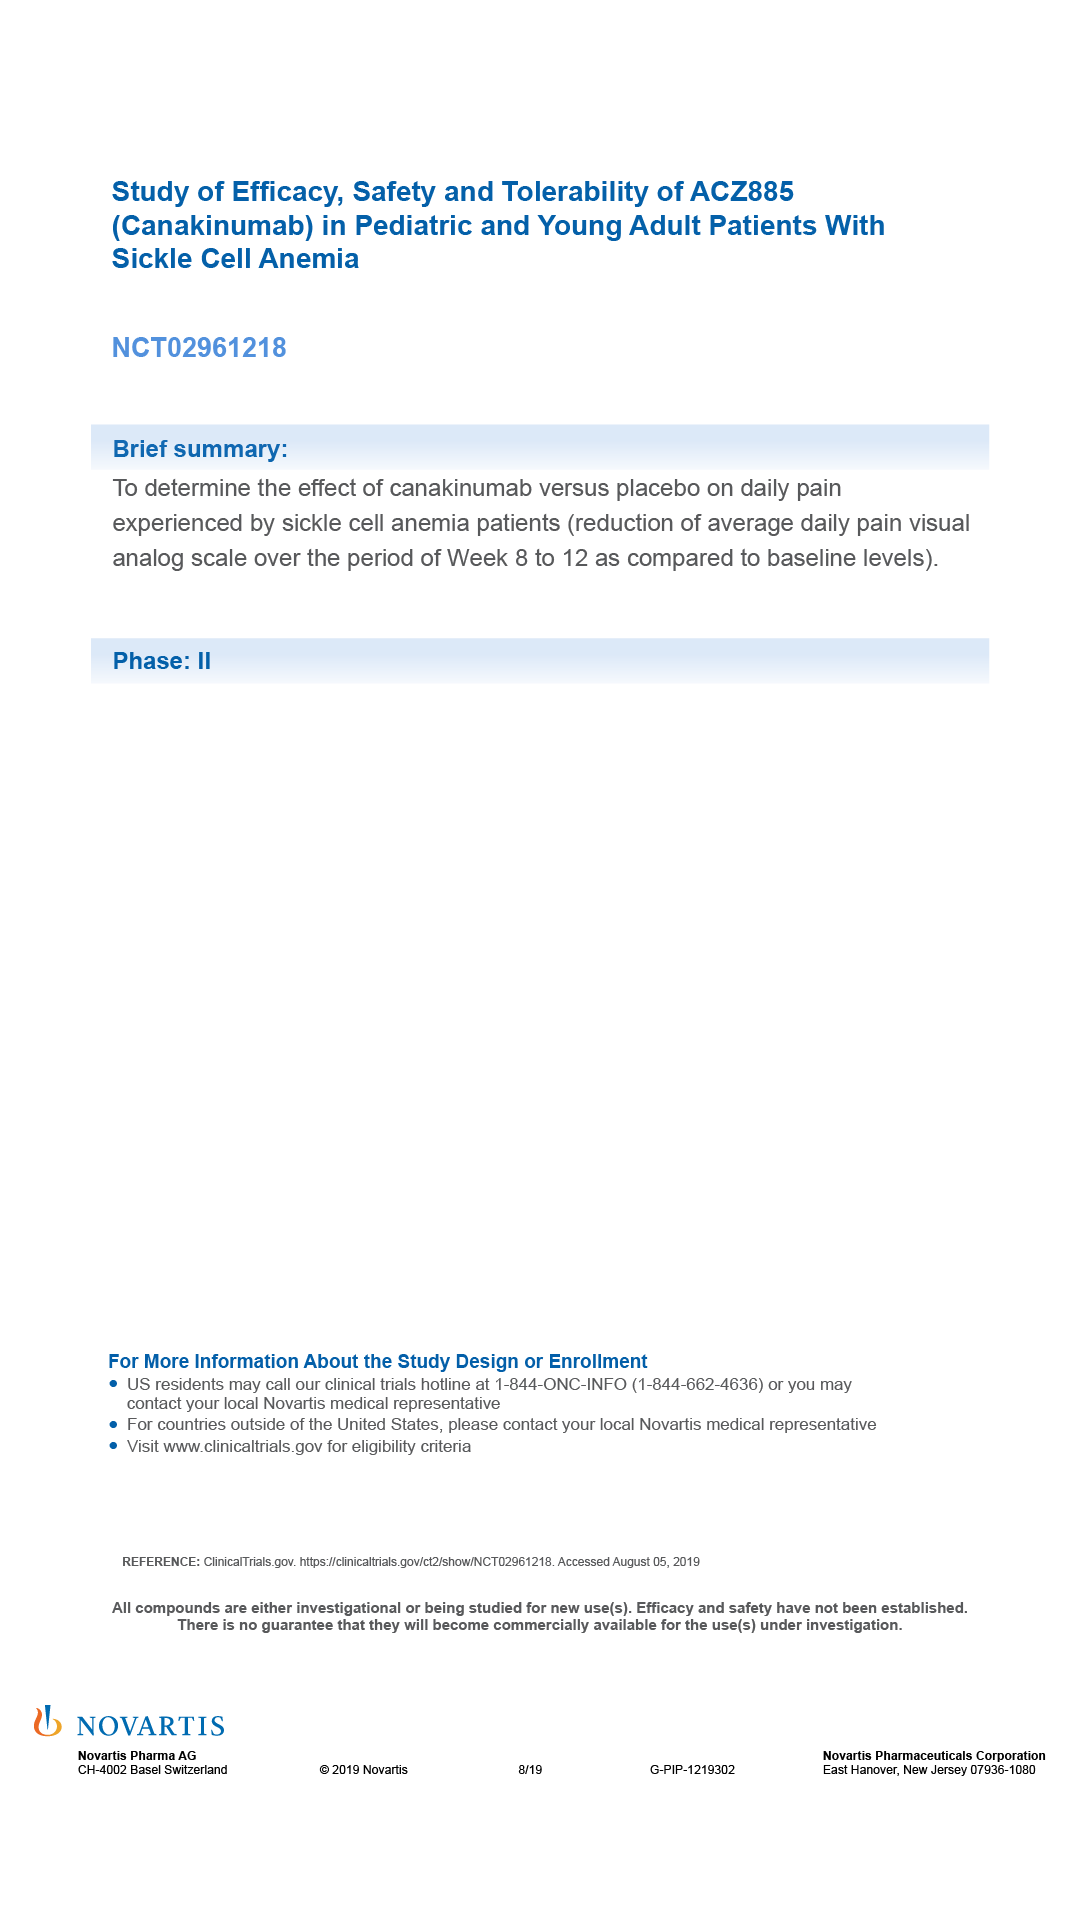 Study of Efficacy, Safety and Tolerability of ACZ885
(Canakinumab) in Pediatric and Young Adult Patients With
Sickle Cell Anemia
NCT02961218
Brief summary:
To determine the effect of canakinumab versus placebo on daily pain
experienced by sickle cell anemia patients (reduction of average daily pain visual
analog scale over the period of Week 8 to 12 as compared to baseline levels).
Phase: II
For More Information About the Study Design or Enrollment
• US residents may call our clinical trials hotline at 1-844-ONC-INFO (1-844-662-4636) or you may
contact your local Novartis medical representative
• For countries outside of the United States, please contact your local Novartis medical representative
• Visit www.clinicaltrials.gov for eligibility criteria
REFERENCE: ClinicalTrials.gov. https://clinicaltrials.gov/ct2/show/NCT02961218. Accessed August 05, 2019
All compounds are either investigational or being studied for new use(s). Efficacy and safety have not been established.
There is no guarantee that they will become commercially available for the use(s) under investigation.
NOVARTIS
Novartis Pharma AG
CH-4002 Basel Switzerland
© 2019 Novartis
8/19
G-PIP-1219302
Novartis Pharmaceuticals Corporation
East Hanover, New Jersey 07936-1080